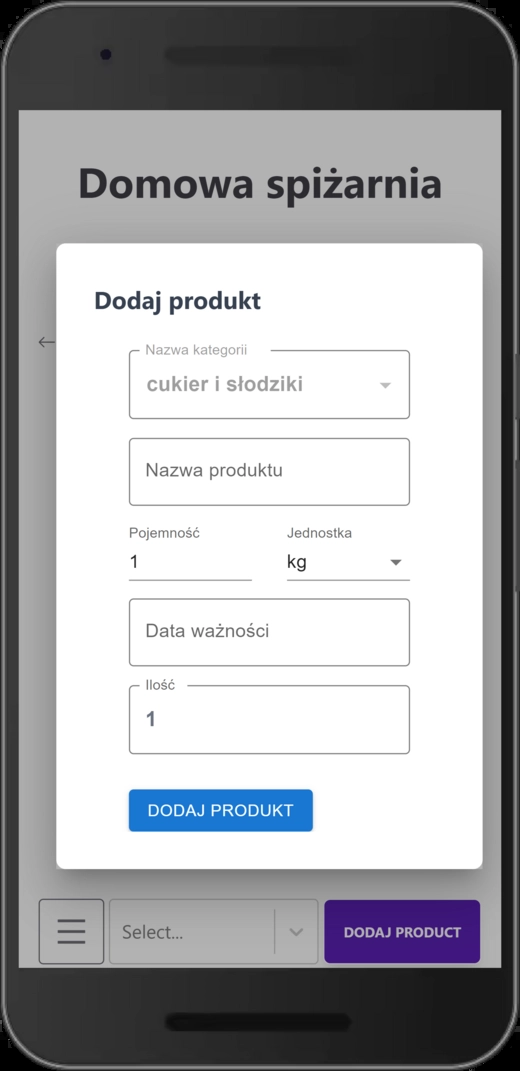 Domowa spiżarnia
Dodaj produkt
Nazwa kategorii
cukier i słodziki
Nazwa produktu
Pojemność
Jednostka
1
kg
Data ważności
Ilość
1
DODAJ PRODUKT
Select...
DODAJ PRODUCT